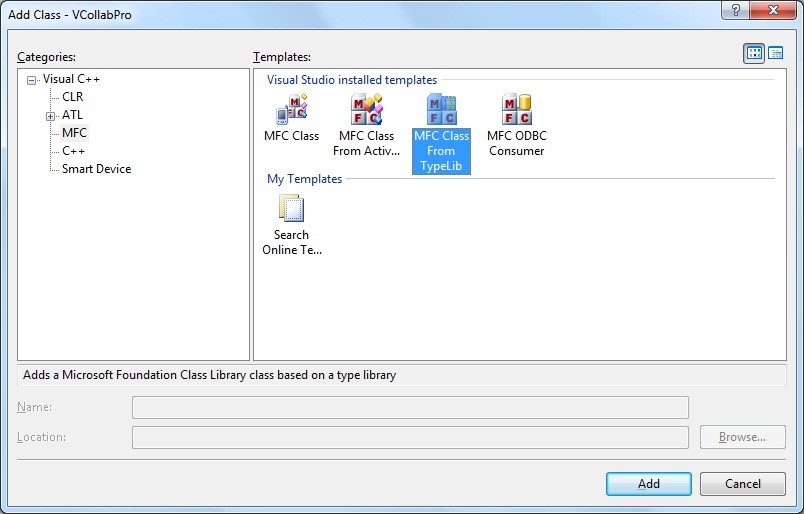 Add Class - VCollabPro
Categories:
Templates:
Visual C++
CLR
ATL
MFC
C++
Smart Device
Visual Studio installed templates
MFC Class
MFC Class
From Activ...
MFC Class
From
TypeLib
MFC ODBC
Consumer
My Templates
Search
Online Te...
Adds a Microsoft Foundation Class Library class based on a type library
Name:
Location:
Browse...
Add
Cancel